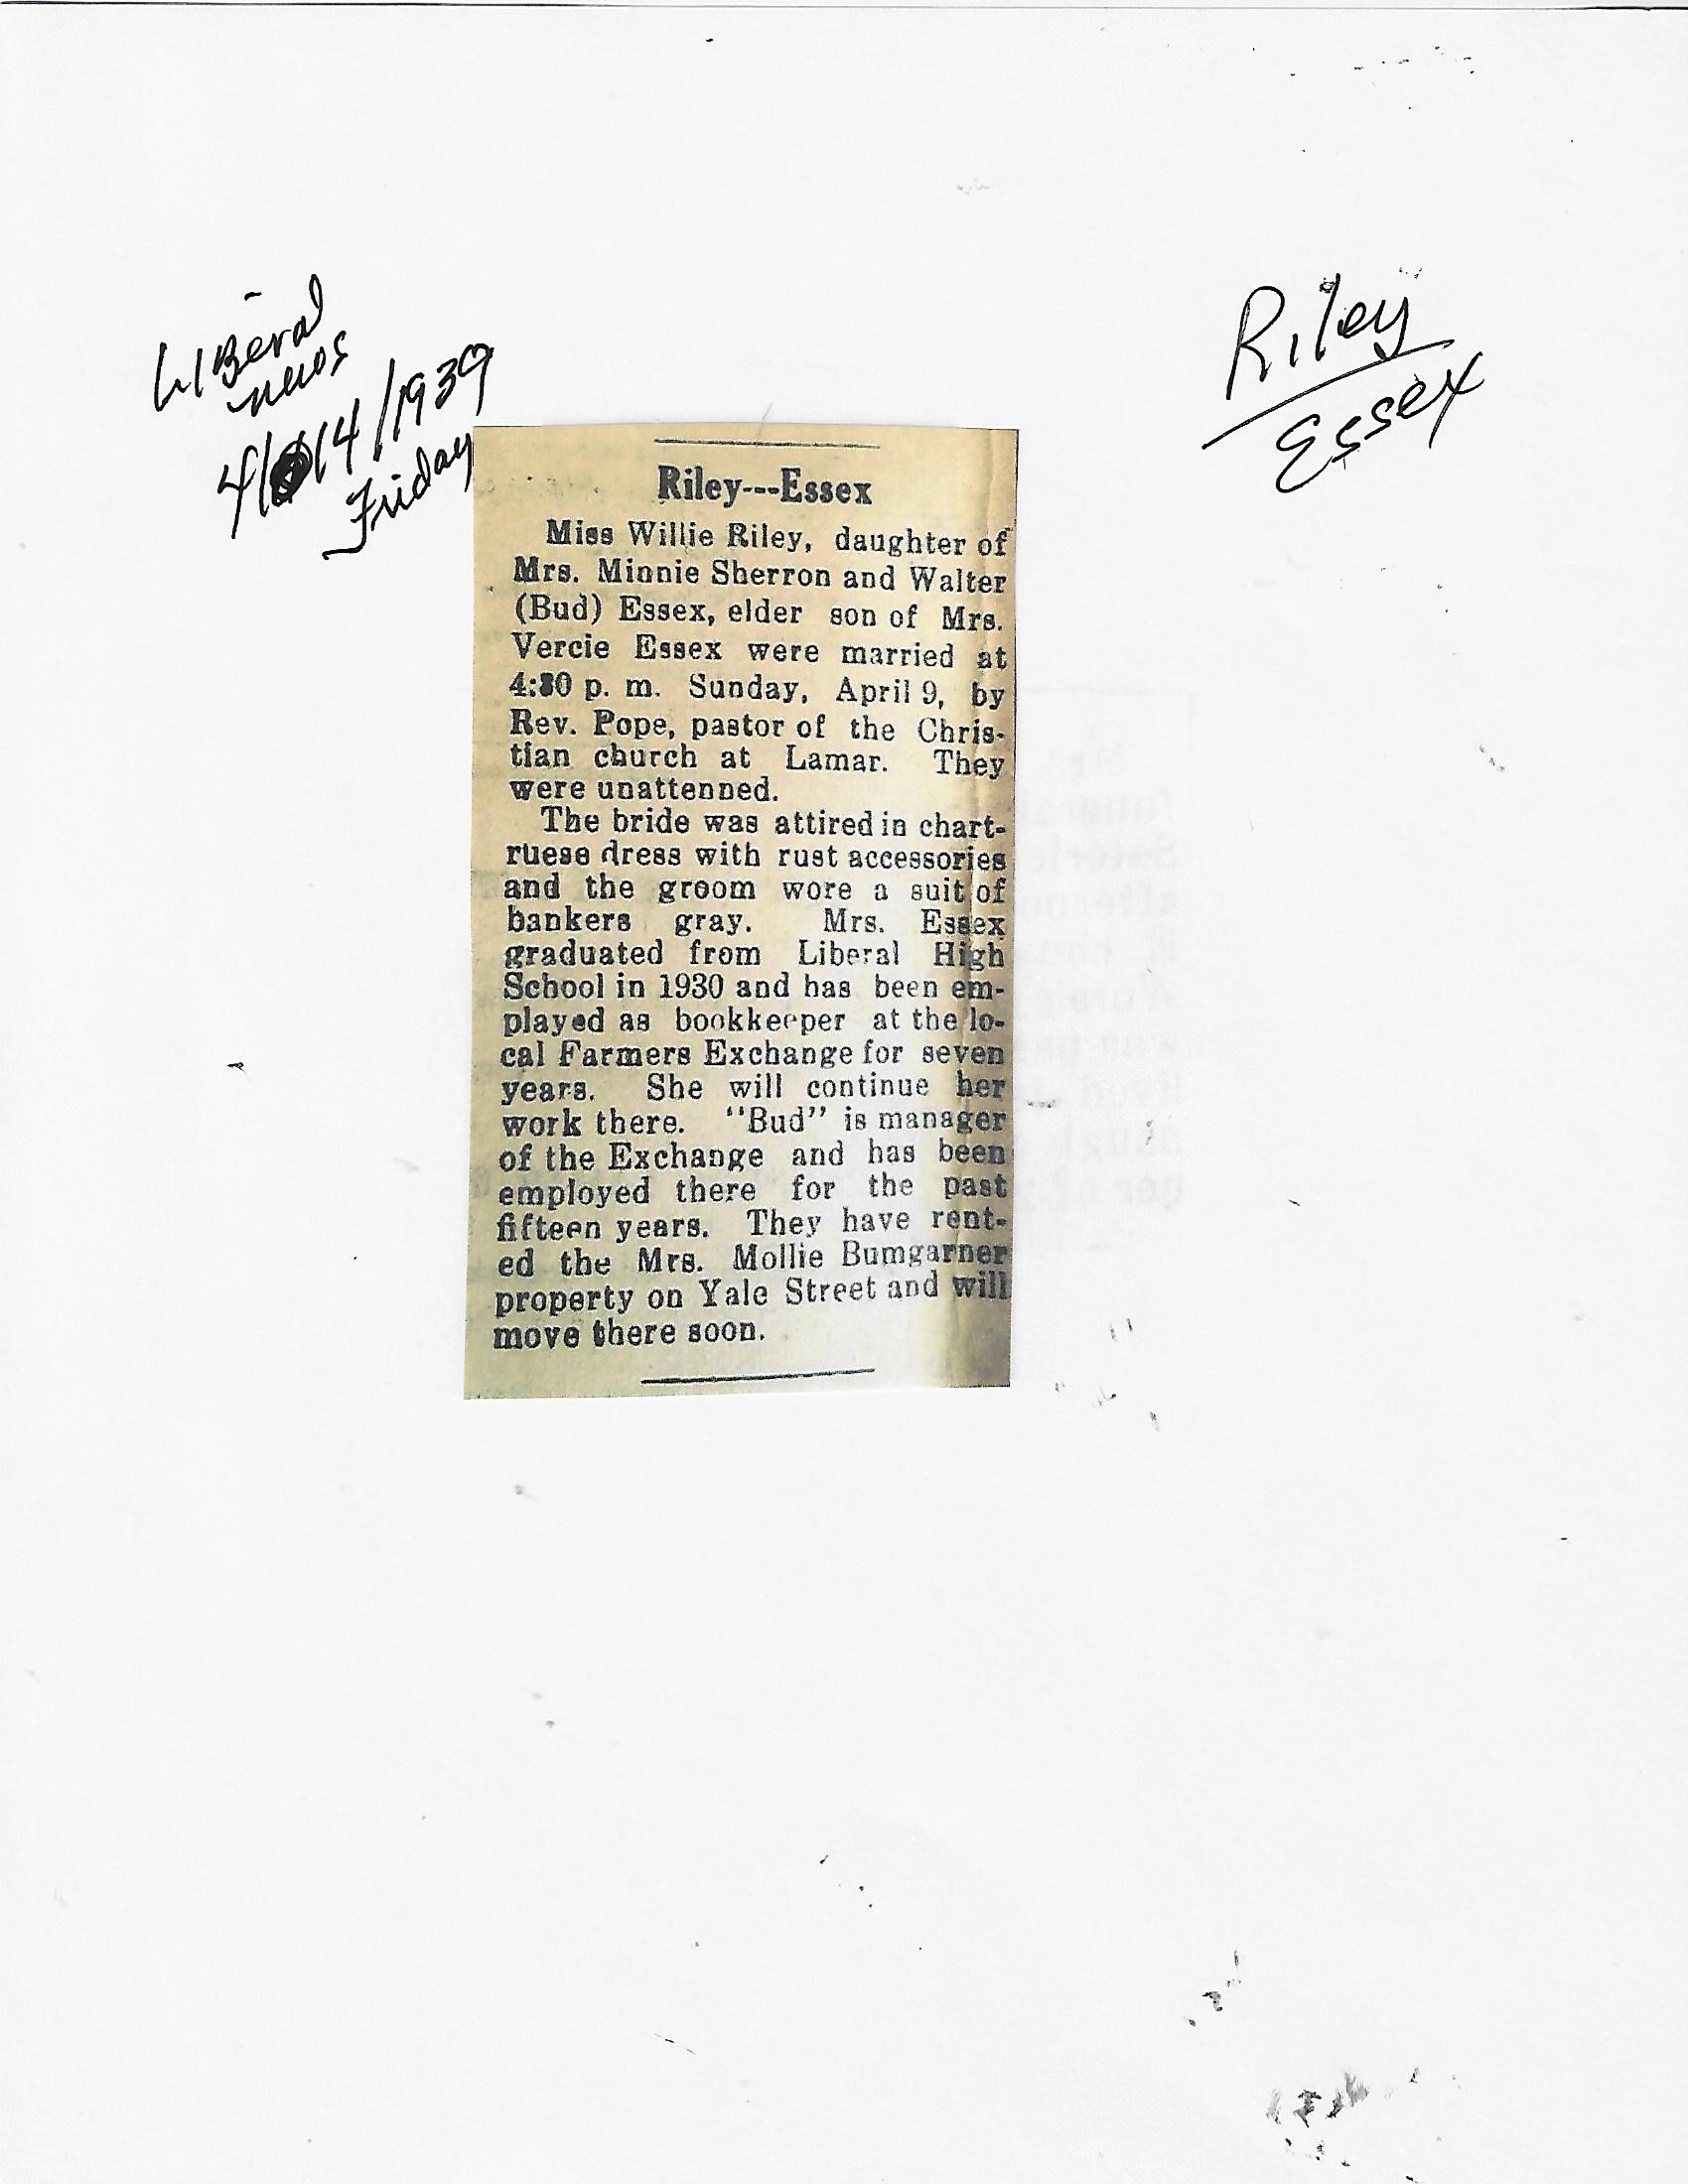 Liberal
news
4/14/1939
Friday
Riley
Essex
Riley---Essex
Miss Willie Riley, daughter of
Mrs. Minnie Sherron and Walter
(Bud) Essex, elder son of Mrs.
Vercie Essex were married at
4:30 p. m. Sunday, April 9, by
Rev. Pope, pastor of the Chris-
tian church at Lamar. They
were unattenned.
The bride was attired in chart-
ruese dress with rust accessories
and the groom wore a suit of
bankers gray. Mrs. Essex
graduated from Liberal High
School in 1930 and has been em-
played as bookkeeper at the lo-
cal Farmers Exchange for seven
years. She will continue her
work there. "Bud" is manager
of the Exchange and has been
employed there for the past
fifteen years. They have rent-
ed the Mrs. Mollie Bumgarner
property on Yale Street and will
move there soon.